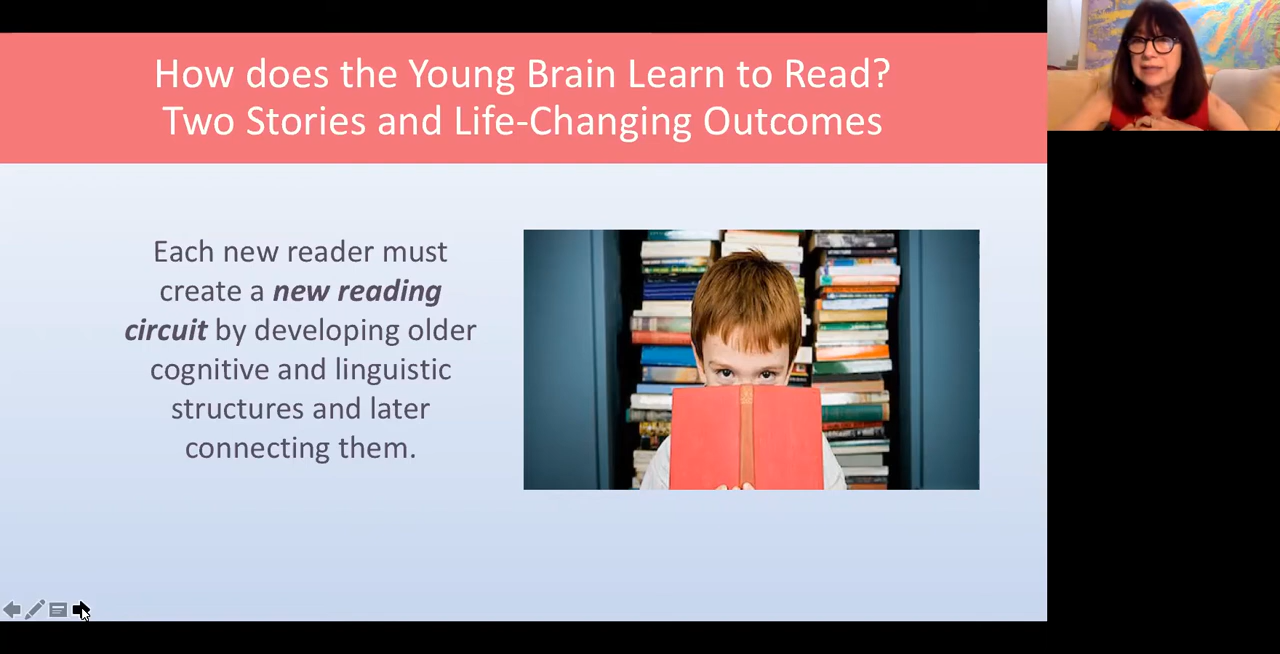 How does the Young Brain Learn to Read?
Two Stories and Life-Changing Outcomes
Each new reader must
create a new reading
circuit by developing older
cognitive and linguistic
structures and later
connecting them.